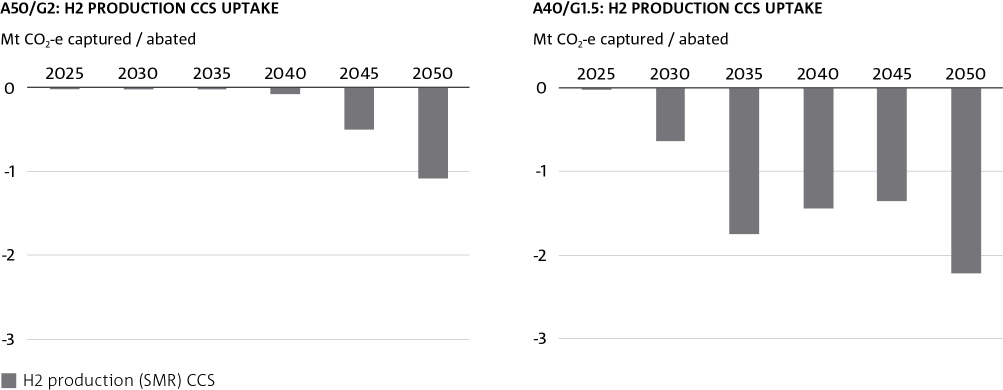 A50/G2: H2 PRODUCTION CCS UPTAKE
Mt CO₂-e captured / abated
2025 2030 2035 2040 2045 2050
0
-1
-2
-3
H2 production (SMR) CCS
A40/G1.5: H2 PRODUCTION CCS UPTAKE
Mt CO₂-e captured / abated
2025 2030 2035 2040 2045 2050
0
-1
-2
-3